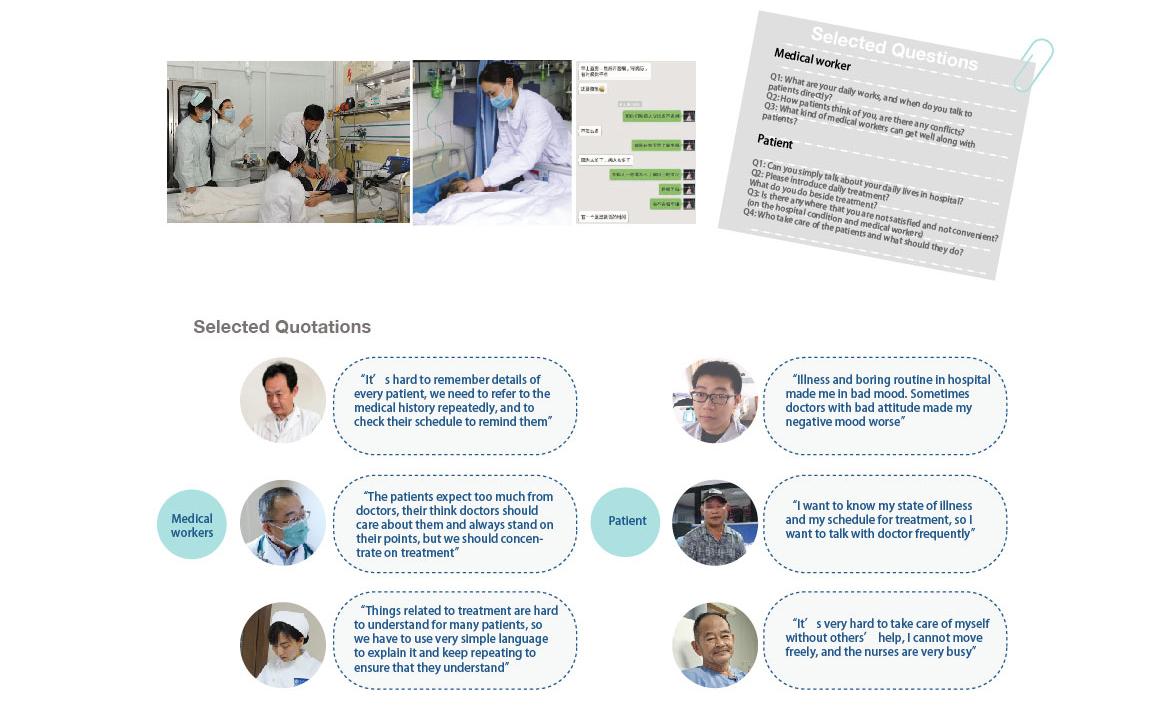 Selected Questions
Medical worker
Q1: What are your daily works, and when do you talk to
patients directly?
Q2: How patients think of you, are there any conflicts?
Q3: What kind of medical workers can get well along with
patients?
Patient
Q1: Can you simply talk about your daily lives in hospital?
Q2: Please introduce daily treatment?
What do you do beside treatment?
Q3: Is there anywhere that you are not satisfied and not convenient?
(on the hospital condition and medical workers)
Q4: Who take care of the patients and what should they do?
Selected Quotations
Medical
workers
“It’ s hard to remember details of
every patient, we need to refer to the
medical history repeatedly, and to
check their schedule to remind them”
“The patients expect too much from
doctors, their think doctors should
care about them and always stand on
their points, but we should concen-
trate on treatment”
“Things related to treatment are hard
to understand for many patients, so
we have to use very simple language
to explain it and keep repeating to
ensure that they understand”
Patient
“Illness and boring routine in hospital
made me in bad mood. Sometimes
doctors with bad attitude made my
negative mood worse”
“I want to know my state of illness
and my schedule for treatment, so I
want to talk with doctor frequently”
“It’ s very hard to take care of myself
without others’ help, I cannot move
freely, and the nurses are very busy”